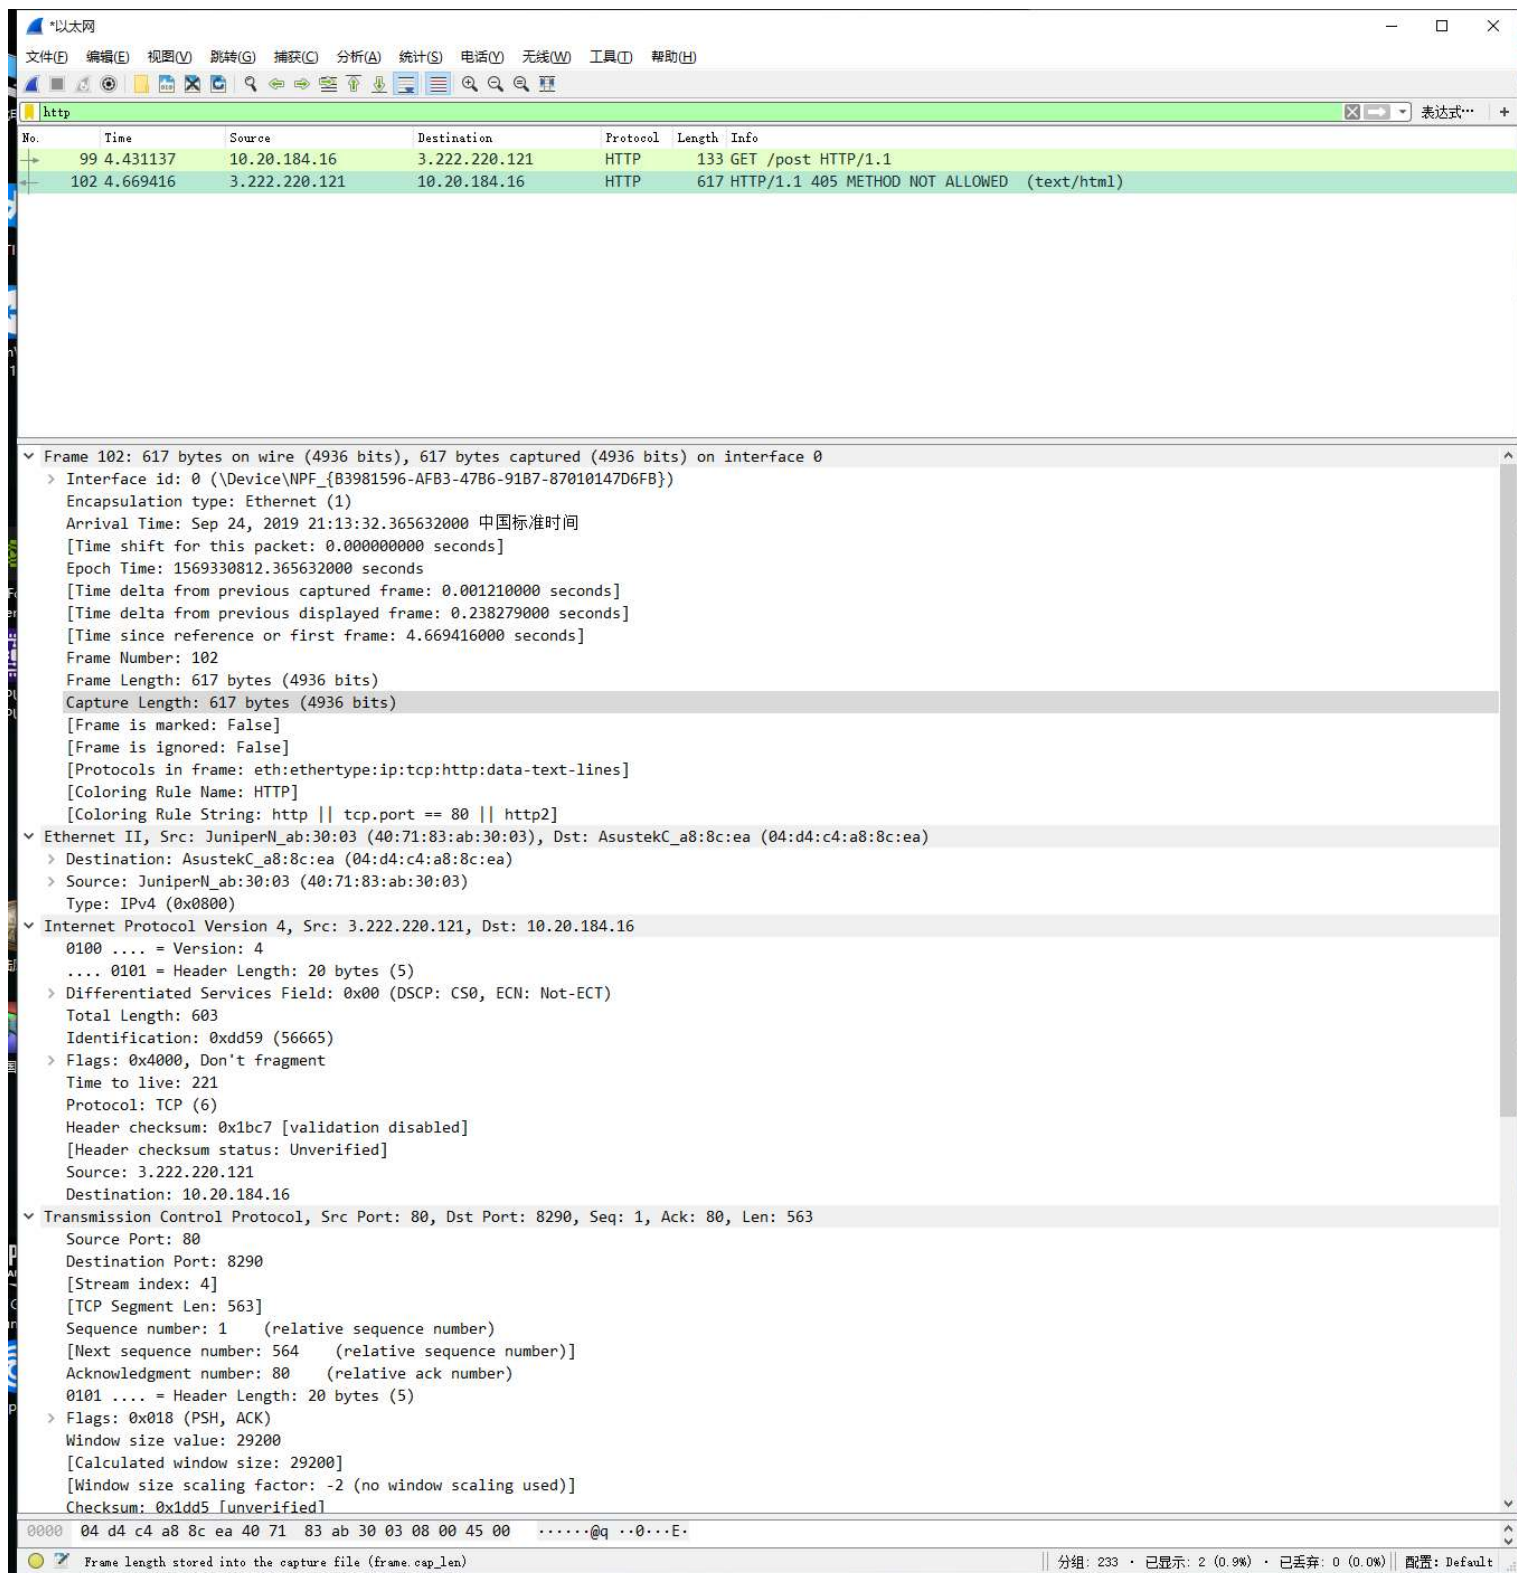 *以太网
文件(F) 编辑(E) 视图(V) 跳转(G) 捕获(C) 分析(A) 统计(S) 电话(Y) 无线(W) 工具(T) 帮助(H)
http 表达式… +
No. Time Source Destination Protocol Length Info
99 4.431137 10.20.184.16 3.222.220.121 HTTP 133 GET /post HTTP/1.1
102 4.669416 3.222.220.121 10.20.184.16 HTTP 617 HTTP/1.1 405 METHOD NOT ALLOWED (text/html)
Frame 102: 617 bytes on wire (4936 bits), 617 bytes captured (4936 bits) on interface 0
Interface id: 0 (\Device\NPF_{B3981596-AFB3-47B6-91B7-87010147D6FB})
Encapsulation type: Ethernet (1)
Arrival Time: Sep 24, 2019 21:13:32.365632000 中国标准时间
[Time shift for this packet: 0.000000000 seconds]
Epoch Time: 1569330812.365632000 seconds
[Time delta from previous captured frame: 0.001210000 seconds]
[Time delta from previous displayed frame: 0.238279000 seconds]
[Time since reference or first frame: 4.669416000 seconds]
Frame Number: 102
Frame Length: 617 bytes (4936 bits)
Capture Length: 617 bytes (4936 bits)
[Frame is marked: False]
[Frame is ignored: False]
[Protocols in frame: eth:ethertype:ip:tcp:http:data-text-lines]
[Coloring Rule Name: HTTP]
[Coloring Rule String: http || tcp.port == 80 || http2]
Ethernet II, Src: JuniperN_ab:30:03 (40:71:83:ab:30:03), Dst: AsustekC_a8:8c:ea (04:d4:c4:a8:8c:ea)
Destination: AsustekC_a8:8c:ea (04:d4:c4:a8:8c:ea)
Source: JuniperN_ab:30:03 (40:71:83:ab:30:03)
Type: IPv4 (0x0800)
Internet Protocol Version 4, Src: 3.222.220.121, Dst: 10.20.184.16
0100 .... = Version: 4
.... 0101 = Header Length: 20 bytes (5)
Differentiated Services Field: 0x00 (DSCP: CS0, ECN: Not-ECT)
Total Length: 603
Identification: 0xdd59 (56665)
Flags: 0x4000, Don't fragment
Time to live: 221
Protocol: TCP (6)
Header checksum: 0x1bc7 [validation disabled]
[Header checksum status: Unverified]
Source: 3.222.220.121
Destination: 10.20.184.16
Transmission Control Protocol, Src Port: 80, Dst Port: 8290, Seq: 1, Ack: 80, Len: 563
Source Port: 80
Destination Port: 8290
[Stream index: 4]
[TCP Segment Len: 563]
Sequence number: 1 (relative sequence number)
[Next sequence number: 564 (relative sequence number)]
Acknowledgment number: 80 (relative ack number)
0101 .... = Header Length: 20 bytes (5)
Flags: 0x018 (PSH, ACK)
Window size value: 29200
[Calculated window size: 29200]
[Window size scaling factor: -2 (no window scaling used)]
Checksum: 0x1dd5 [unverified]
0000 04 d4 c4 a8 8c ea 40 71 83 ab 30 03 08 00 45 00 ······@q ··0···E·
Frame length stored into the capture file (frame.cap_len) 分组: 233 · 已显示: 2 (0.9%) · 已丢弃: 0 (0.0%) 配置: Default